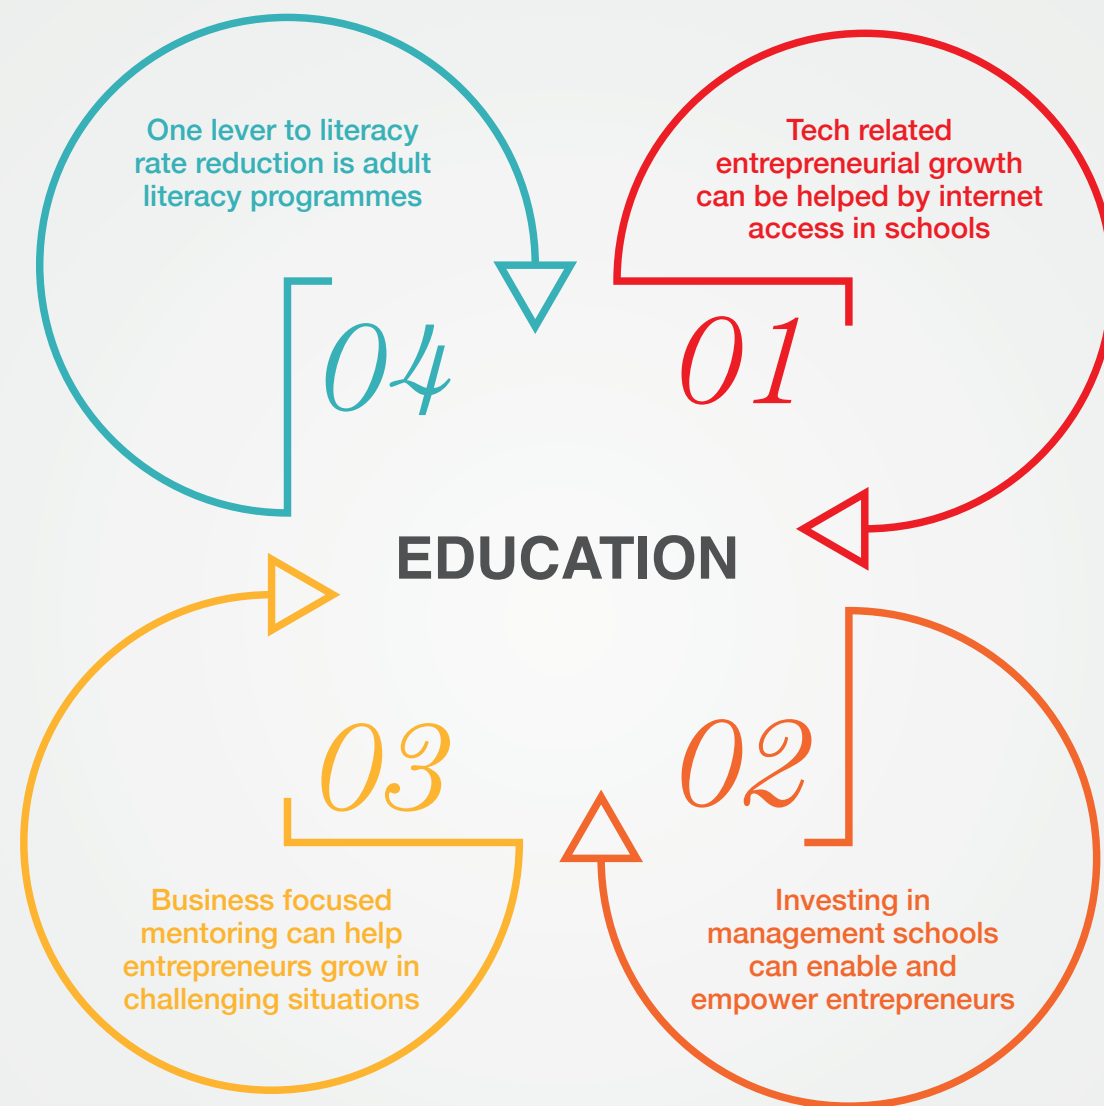 One lever to literacy
rate reduction is adult
literacy programmes
04
Tech related
entrepreneurial growth
can be helped by internet
access in schools
01
EDUCATION
03
Business focused
mentoring can help
entrepreneurs grow in
challenging situations
02
Investing in
management schools
can enable and
empower entrepreneurs